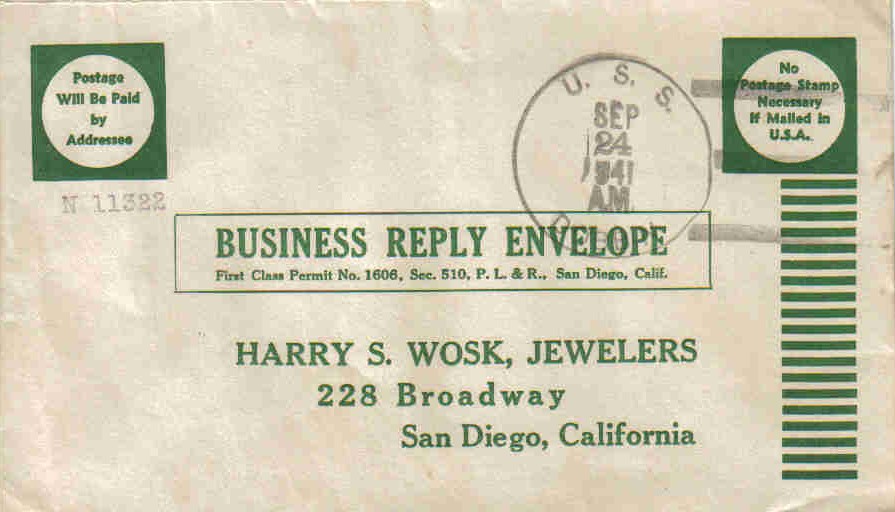 Postage
Will Be Paid
by
Addressee
N 11322
U. S. S.
SEP
24
1941
A.M.
No
Postage Stamp
Necessary
If Mailed in
U.S.A.
BUSINESS REPLY ENVELOPE
First Class Permit No. 1606, Sec. 510, P. L. & R., San Diego, Calif.
HARRY S. WOSK, JEWELERS
228 Broadway
San Diego, California